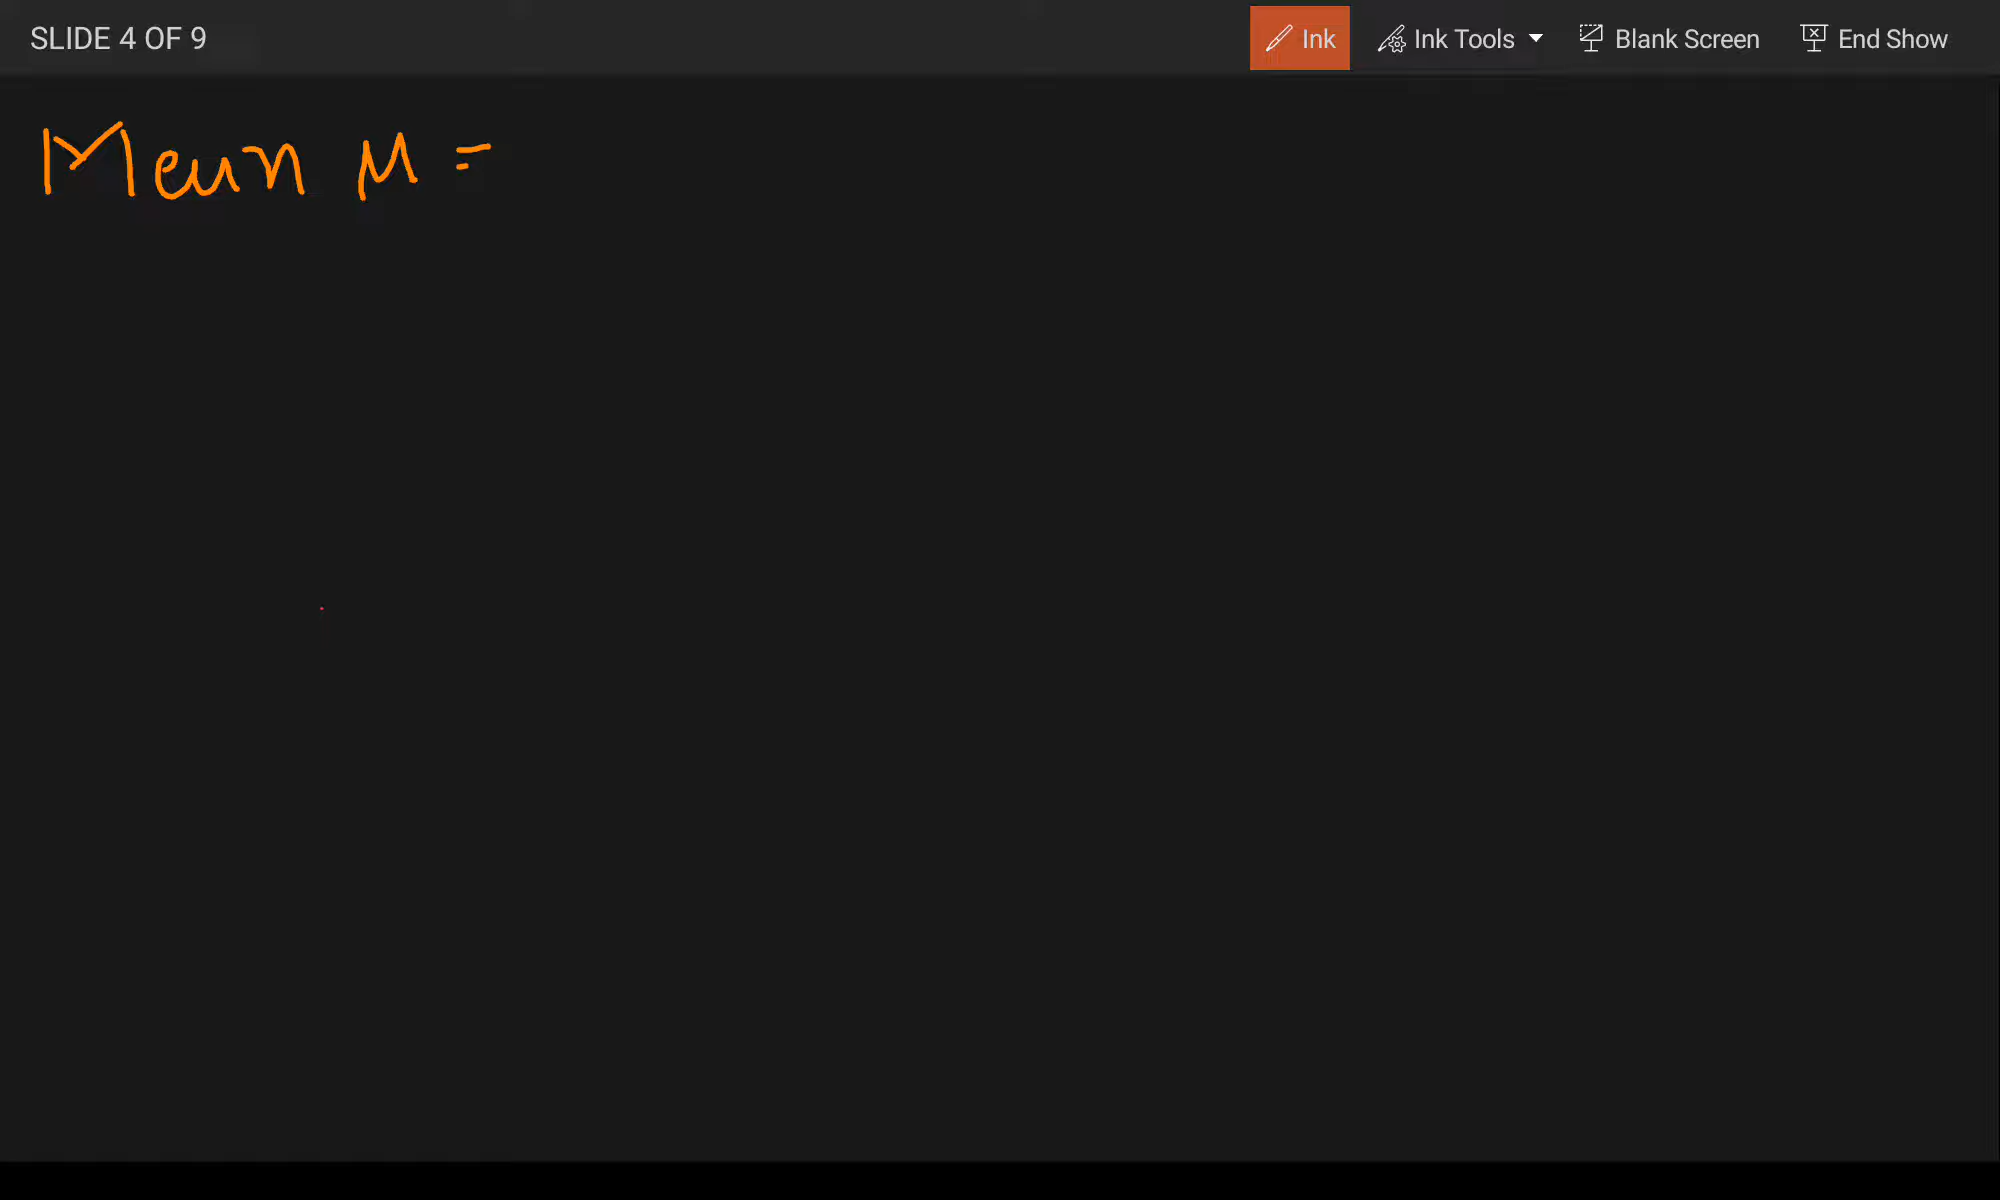 SLIDE 4 OF 9 Ink Ink Tools Blank Screen End Show
Mean μ =